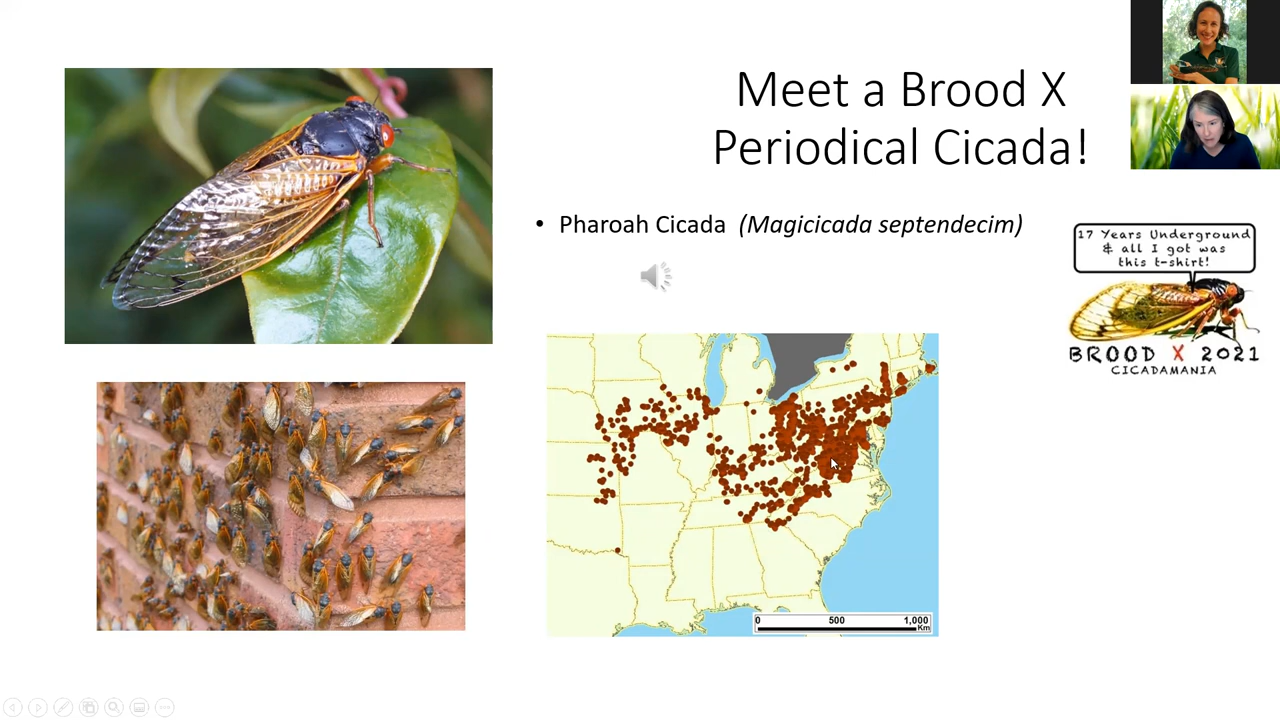 Meet a Brood X
Periodical Cicada!
• Pharoah Cicada (Magicicada septendecim)
17 Years Underground
& all I got was
this t-shirt!
BROOD X 2021
CICADAMANIA
0 500 1,000
Km